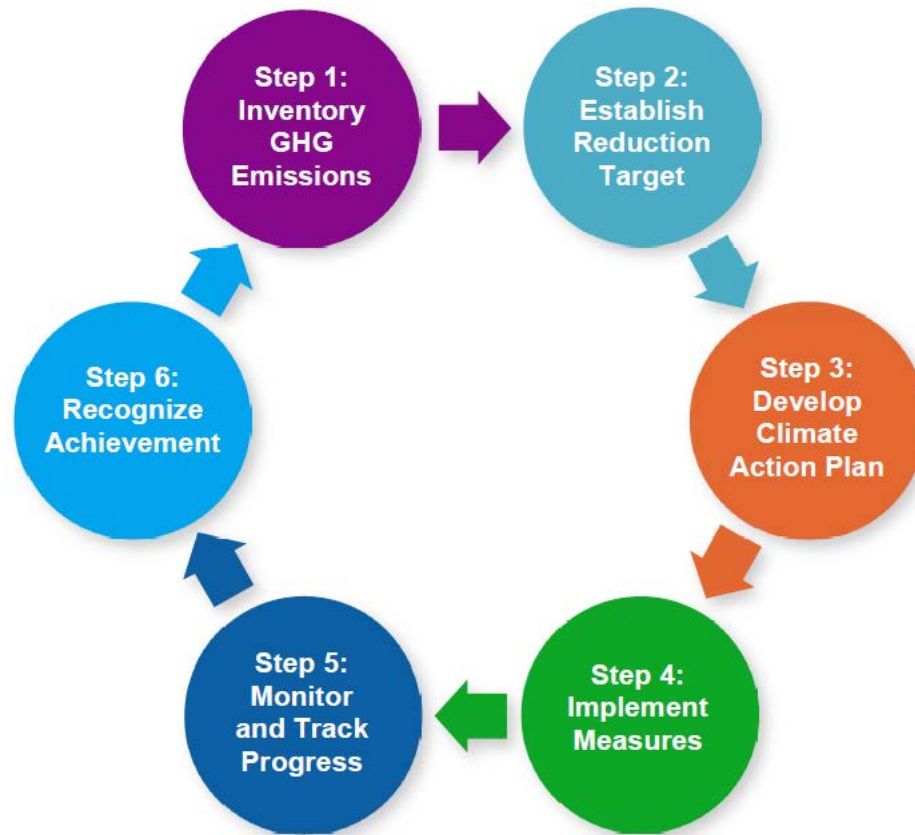 Step 1:
Inventory
GHG
Emissions
Step 2:
Establish
Reduction
Target
Step 3:
Develop
Climate
Action Plan
Step 4:
Implement
Measures
Step 5:
Monitor
and Track
Progress
Step 6:
Recognize
Achievement